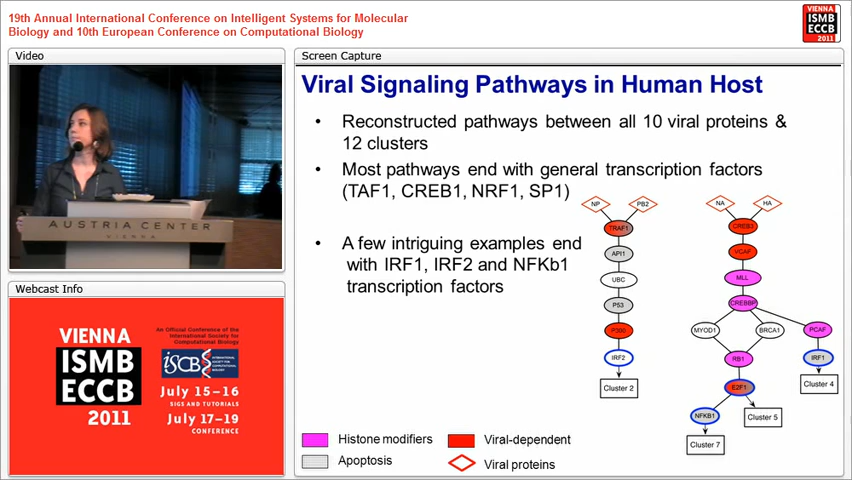 19th Annual International Conference on Intelligent Systems for Molecular
Biology and 10th European Conference on Computational Biology
VIENNA
ISMB
ECCB
2011
Video
AUSTRIA CENTER
VIENNA
Webcast Info
VIENNA
ISMB
ECCB
2011
An Official Conference of the
International Society for
Computational Biology
ISCB
INTERNATIONAL
SOCIETY FOR
COMPUTATIONAL
BIOLOGY
July 15–16
SIGS AND TUTORIALS
July 17–19
CONFERENCE
Screen Capture
Viral Signaling Pathways in Human Host
• Reconstructed pathways between all 10 viral proteins &
12 clusters
• Most pathways end with general transcription factors
(TAF1, CREB1, NRF1, SP1)
• A few intriguing examples end
with IRF1, IRF2 and NFKb1
transcription factors
NP PB2
TRAF1
API1
UBC
P53
P300
IRF2
Cluster 2
NA HA
CREB3
VCAF
MLL
CREBBP
MYOD1 BRCA1 PCAF
RB1 IRF1
E2F1 Cluster 4
NFKB1 Cluster 5
Cluster 7
Histone modifiers
Viral-dependent
Apoptosis
Viral proteins